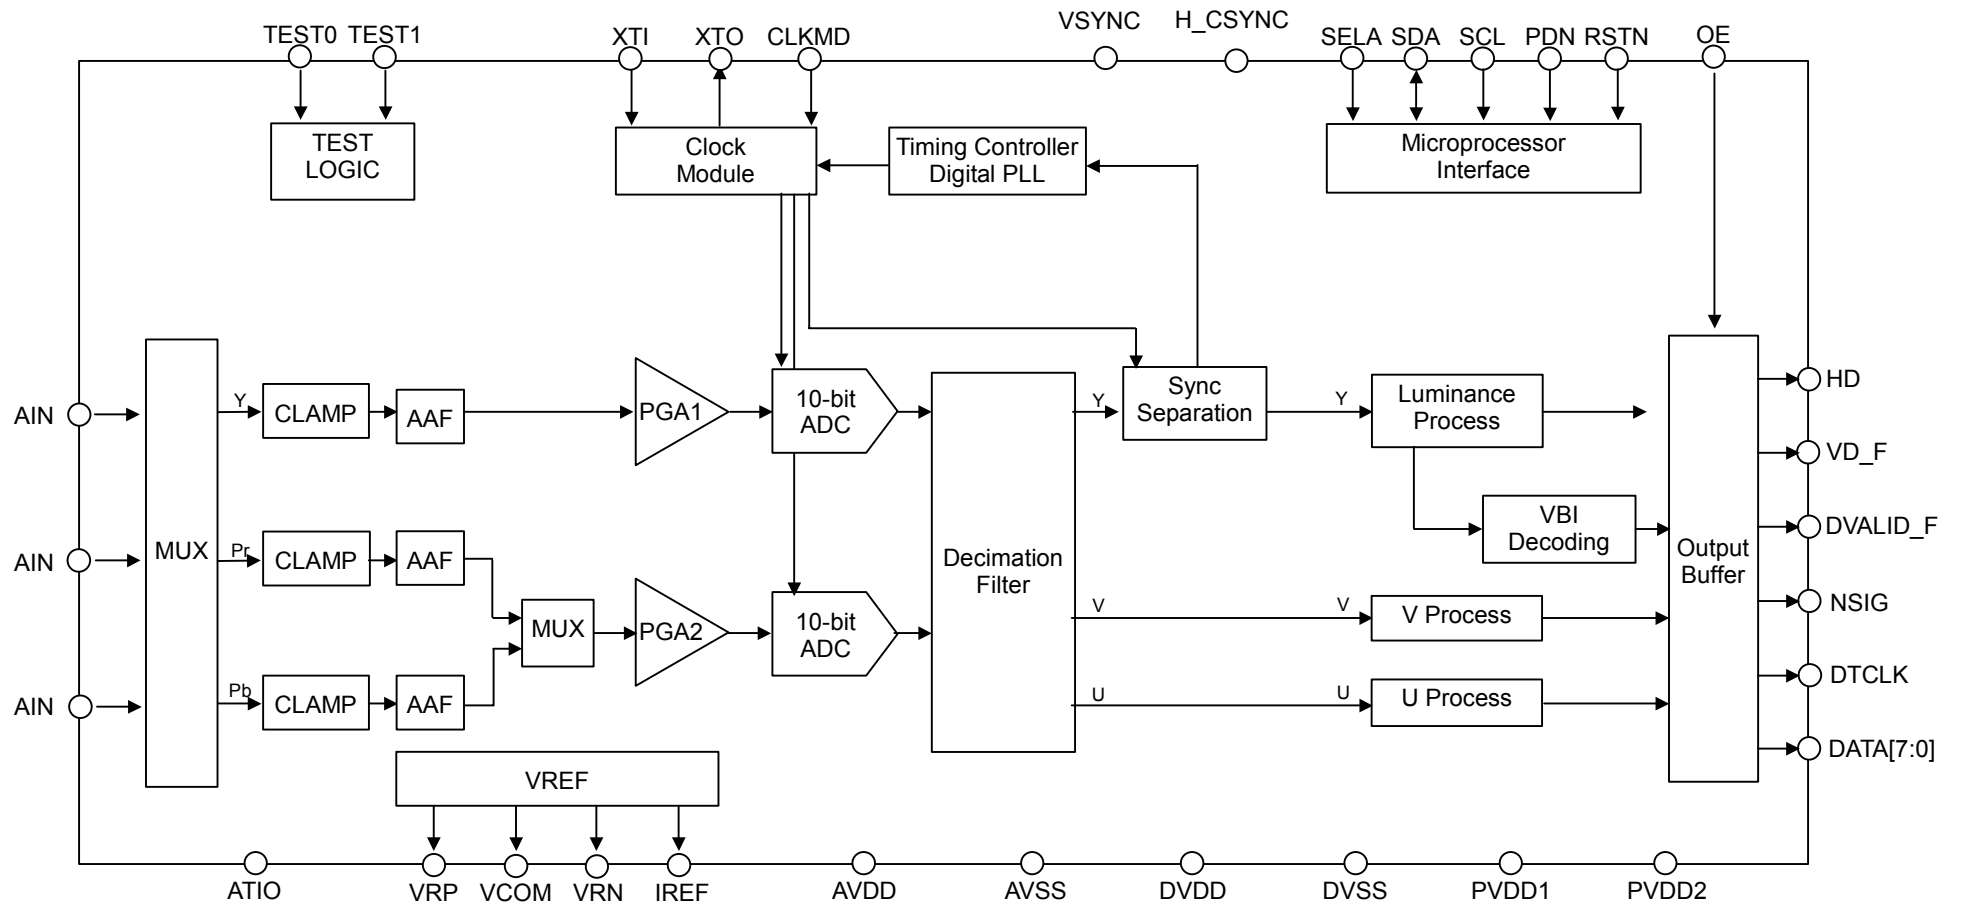 TEST0 TEST1
XTI
XTO
CLKMD
VSYNC
H_CSYNC
SELA
SDA
SCL
PDN
RSTN
OE
TEST
LOGIC
Clock
Module
Timing Controller
Digital PLL
Microprocessor
Interface
AIN
Y
CLAMP
AAF
PGA1
10-bit
ADC
Y
Sync
Separation
Y
Luminance
Process
HD
VD_F
VBI
Decoding
DVALID_F
AIN
MUX
Pr
CLAMP
AAF
Decimation
Filter
Output
Buffer
MUX
PGA2
10-bit
ADC
V
V
V Process
NSIG
AIN
Pb
CLAMP
AAF
U
U
U Process
DTCLK
DATA[7:0]
VREF
ATIO
VRP
VCOM
VRN
IREF
AVDD
AVSS
DVDD
DVSS
PVDD1
PVDD2